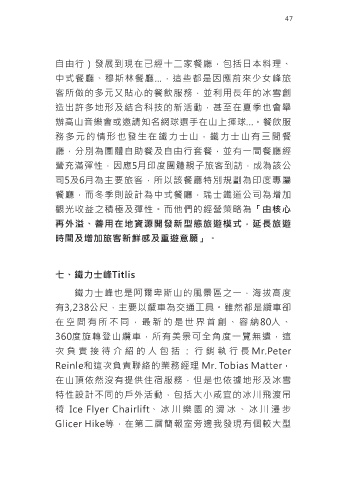 47
自由行）發展到現在已經十二家餐廳，包括日本料理、
中式餐廳、穆斯林餐廳…，這些都是因應前來少女峰旅
客所做的多元又貼心的餐飲服務，並利用長年的冰雪創
造出許多地形及結合科技的新活動，甚至在夏季也會舉
辦高山音樂會或邀請知名網球選手在山上揮球…。餐飲服
務多元的情形也發生在鐵力士山，鐵力士山有三間餐
廳，分別為團體自助餐及自由行套餐，並有一間餐廳經
營充滿彈性，因應5月印度團體親子旅客到訪，成為該公
司5及6月為主要旅客，所以該餐廳特別規劃為印度專屬
餐廳，而冬季則設計為中式餐廳，瑞士鐵道公司為增加
觀光收益之積極及彈性。而他們的經營策略為「由核心
再外溢、善用在地資源開發新型態旅遊模式，延長旅遊
時間及增加旅客新鮮感及重遊意願」。
七、鐵力士峰Titlis
鐵力士峰也是阿爾卑斯山的風景區之一，海拔高度
有3,238公尺，主要以纜車為交通工具。雖然都是纜車卻
在空間有所不同，最新的是世界首創、容納80人、
360度旋轉登山纜車，所有美景可全角度一覽無遺，這
次負責接待介紹的人包括：行銷執行長Mr.Peter
Reinle和這次負責聯絡的業務經理 Mr. Tobias Matter，
在山頂依然沒有提供住宿服務，但是也依據地形及冰雪
特性設計不同的戶外活動，包括大小咸宜的冰川飛渡吊
椅 Ice Flyer Chairlift、冰川樂園的滑冰、冰川漫步
Glicer Hike等，在第二層簡報室旁邊我發現有個較大型